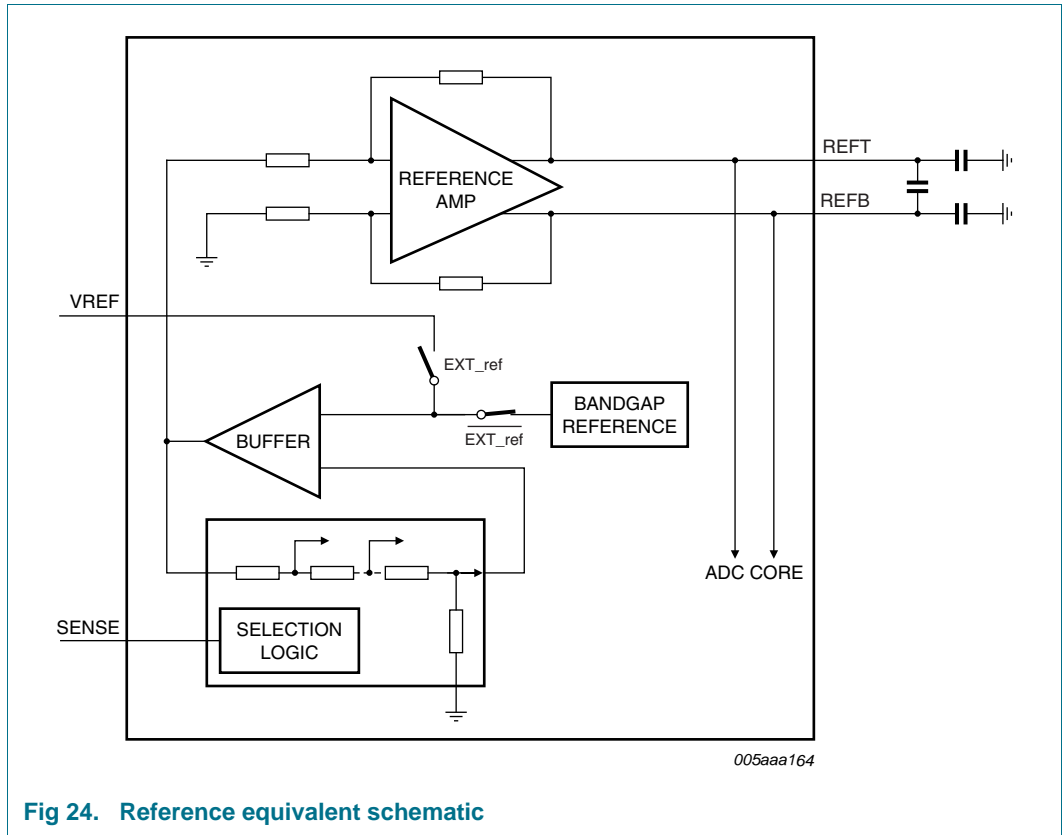 REFERENCE
AMP
REFT
REFB
VREF
EXT_ref
EXT_ref
BANDGAP
REFERENCE
BUFFER
ADC CORE
SENSE
SELECTION
LOGIC
005aaa164
Fig 24. Reference equivalent schematic